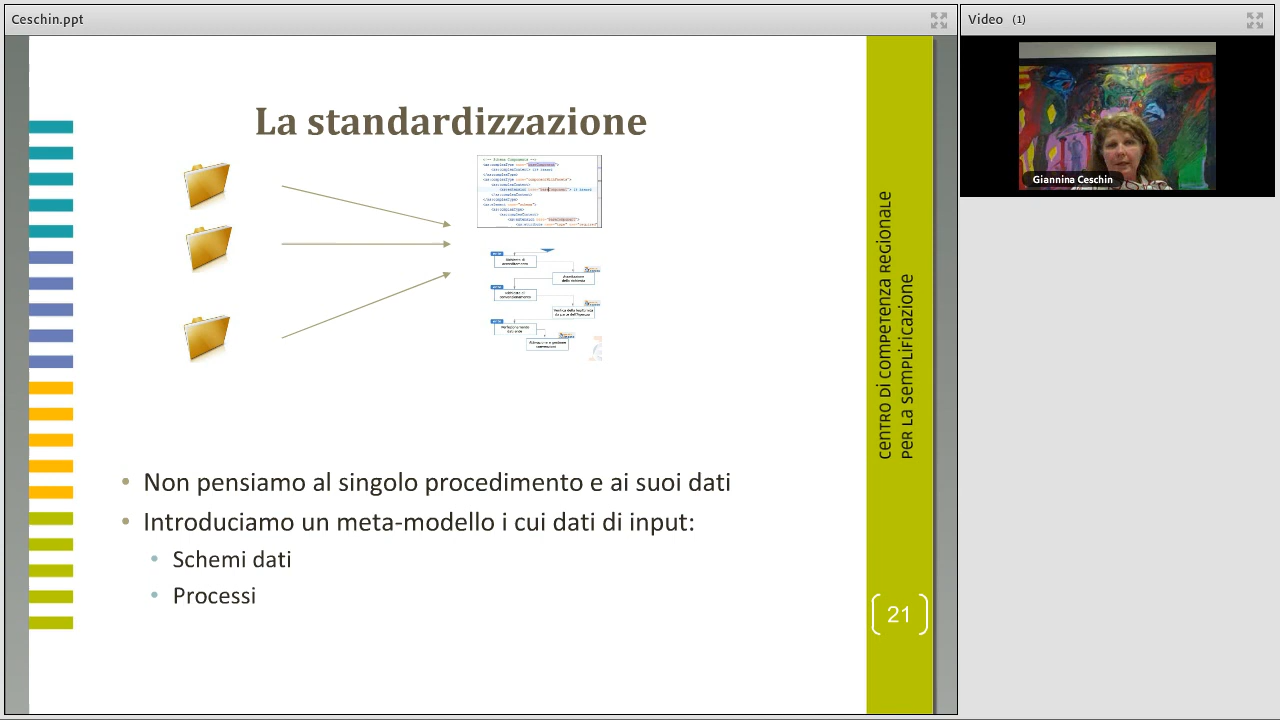 Ceschin.ppt
Video (1)
La standardizzazione
Giannina Ceschin
CENTRO DI COMPETENZA REGIONALE
PER LA SEMPLIFICAZIONE
• Non pensiamo al singolo procedimento e ai suoi dati
• Introduciamo un meta-modello i cui dati di input:
• Schemi dati
• Processi
21